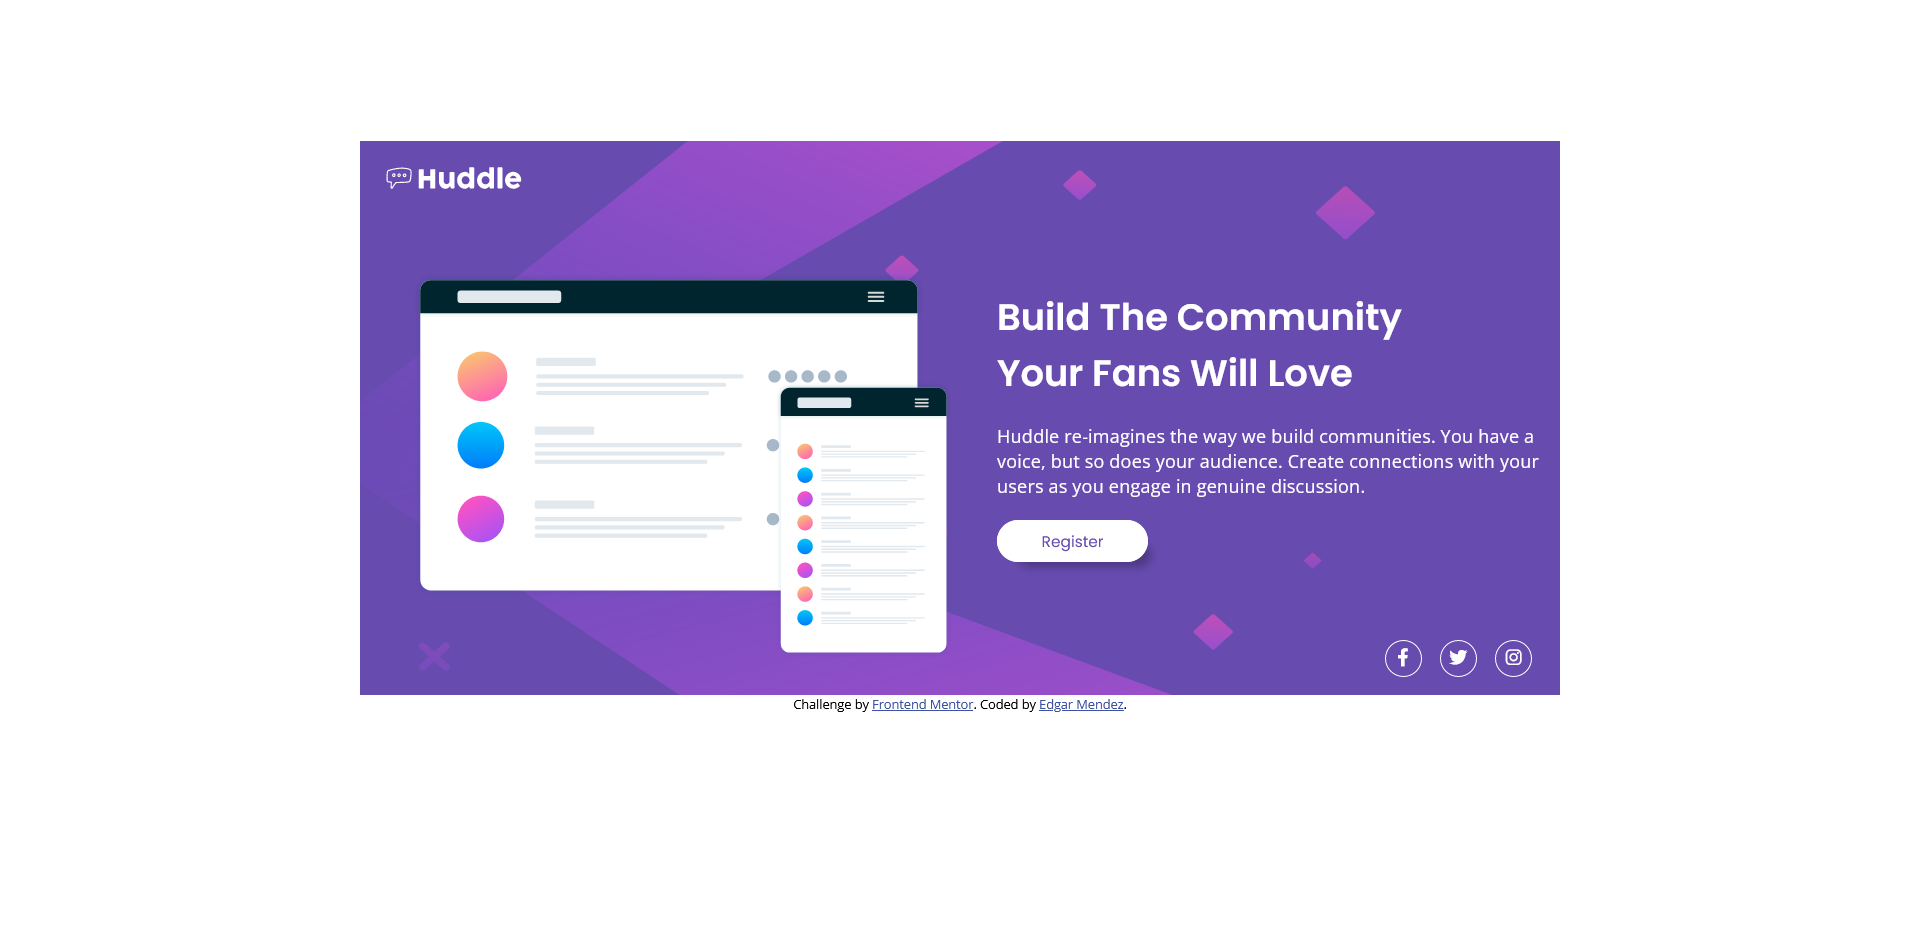 Huddle
Build The Community
Your Fans Will Love
Huddle re-imagines the way we build communities. You have a
voice, but so does your audience. Create connections with your
users as you engage in genuine discussion.
Register
Challenge by Frontend Mentor. Coded by Edgar Mendez.